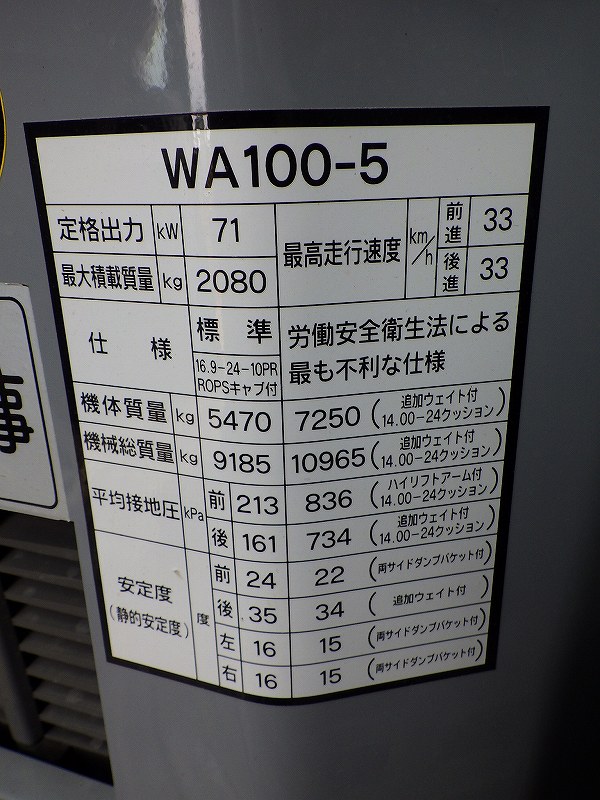 WA100-5
定格出力 kW 71
最高走行速度 km/h 前進 33
最大積載質量 kg 2080
後進 33
仕様 標準 16.9-24-10PR ROPSキャブ付
労働安全衛生法による
最も不利な仕様
機体質量 kg 5470 7250 (追加ウェイト付 14.00-24クッション)
機械総質量 kg 9185 10965 (追加ウェイト付 14.00-24クッション)
平均接地圧 kPa 前 213 836 (ハイリフトアーム付 14.00-24クッション)
後 161 734 (追加ウェイト付 14.00-24クッション)
安定度 (静的安定度) 度 前 24 22 (両サイドダンプバケット付)
後 35 34 (追加ウェイト付)
左 16 15 (両サイドダンプバケット付)
右 16 15 (両サイドダンプバケット付)
事